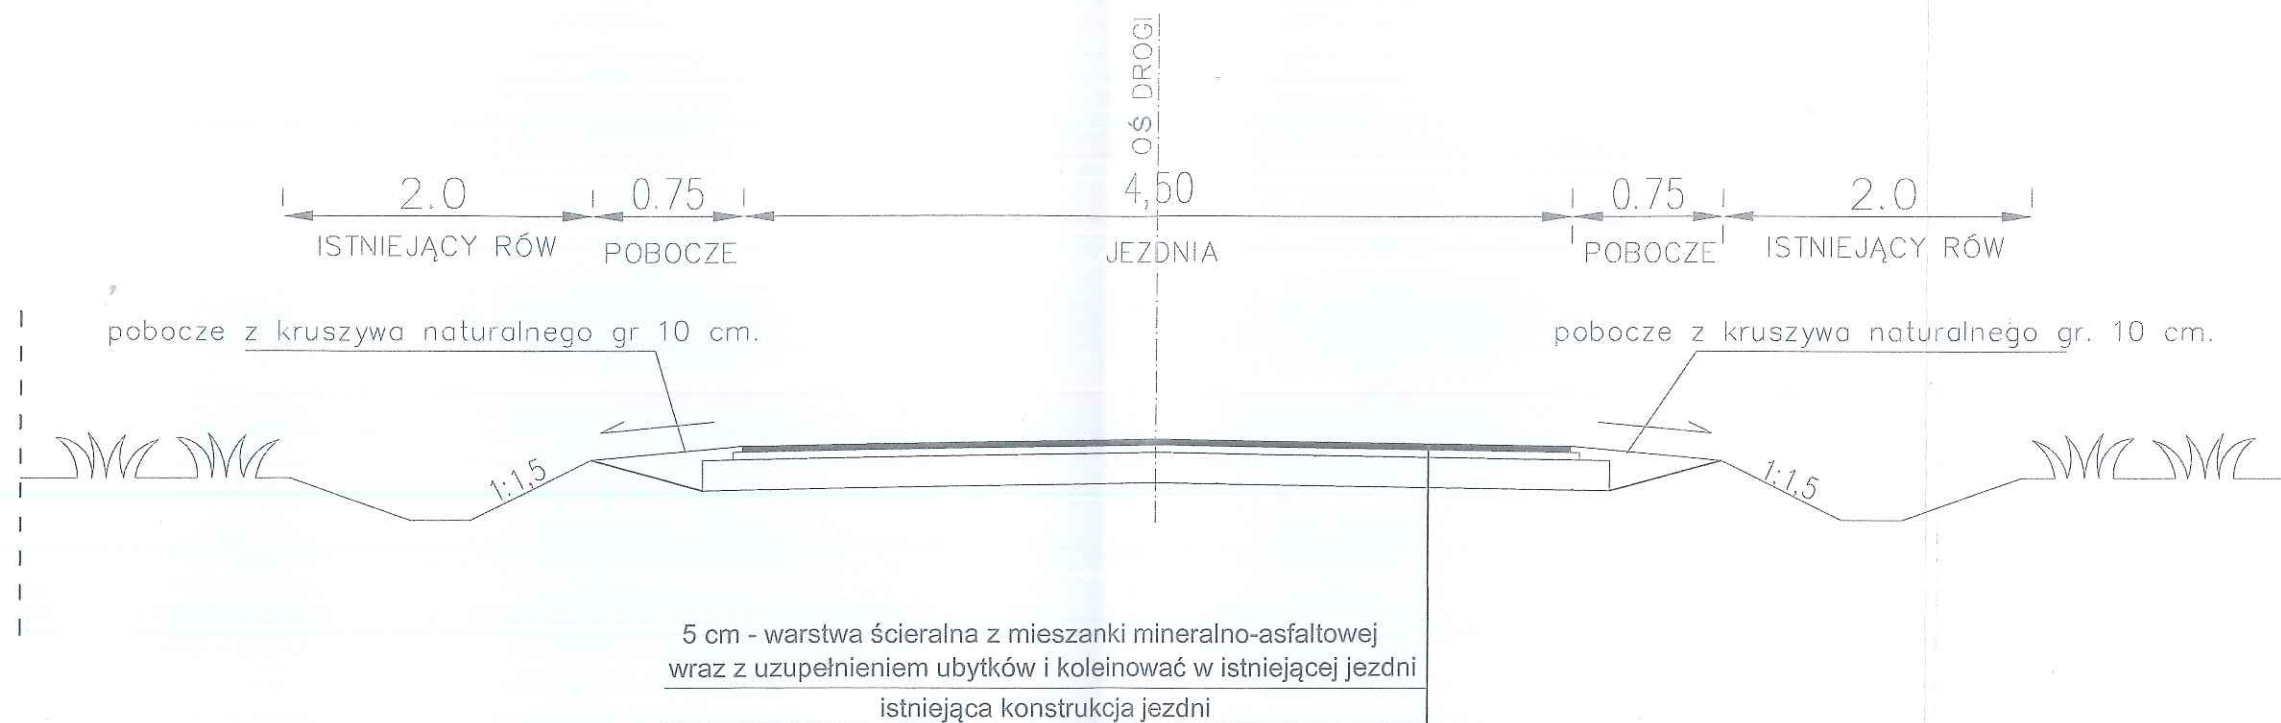 OŚ DROGI
2.0 0.75 4,50 0.75 2.0
ISTNIEJĄCY RÓW POBOCZE JEZDNIA POBOCZE ISTNIEJĄCY RÓW
pobocze z kruszywa naturalnego gr 10 cm. pobocze z kruszywa naturalnego gr. 10 cm.
1:1,5 1:1,5
5 cm - warstwa ścieralna z mieszanki mineralno-asfaltowej
wraz z uzupełnieniem ubytków i koleinować w istniejącej jezdni
istniejąca konstrukcja jezdni